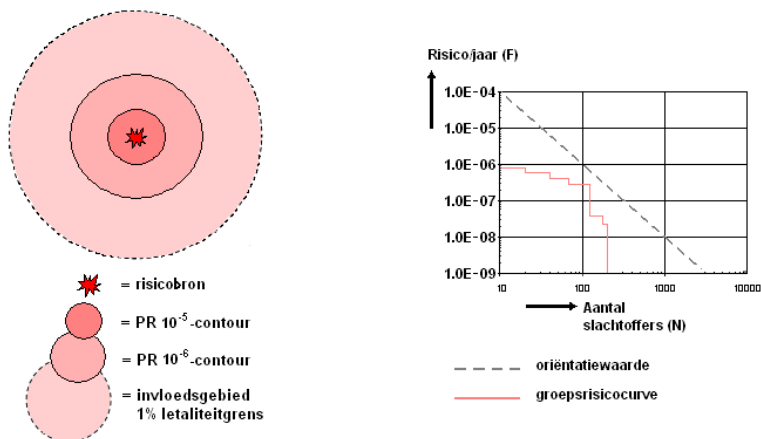 = risicobron
= PR 10⁻⁵-contour
= PR 10⁻⁶-contour
= invloedsgebied
1% letaliteitgrens
Risico/jaar (F)
1.0E-04
1.0E-05
1.0E-06
1.0E-07
1.0E-08
1.0E-09
10 100 1000 10000
Aantal
slachtoffers (N)
oriëntatiewaarde
groepsrisicocurve